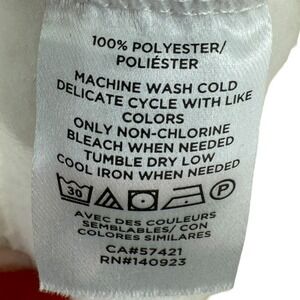 100% POLYESTER/
POLIÉSTER
MACHINE WASH COLD
DELICATE CYCLE WITH LIKE
COLORS
ONLY NON-CHLORINE
BLEACH WHEN NEEDED
TUMBLE DRY LOW
COOL IRON WHEN NEEDED
30 P
AVEC DES COULEURS
SEMBLABLES/ CON
COLORES SIMILARES
CA#57421
RN#140923